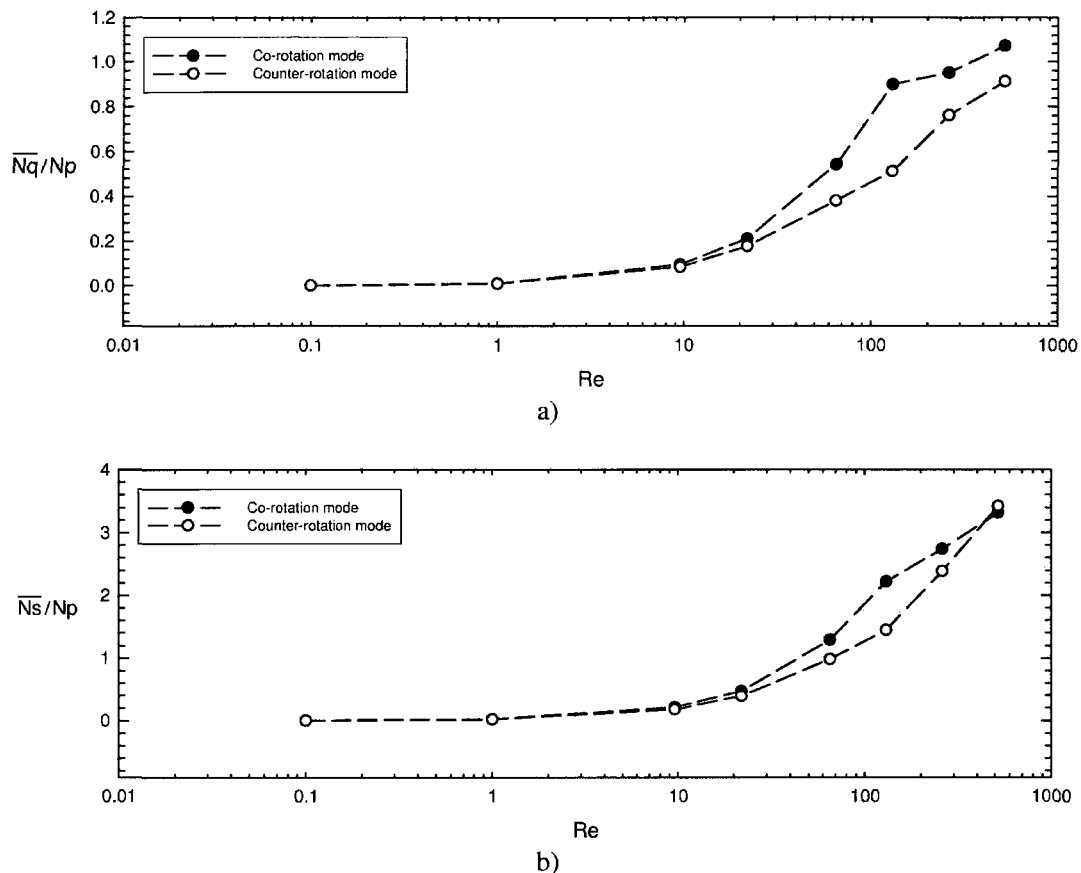 1.2
1.0
0.8
0.6
0.4
0.2
0.0
Nq/Np
Co-rotation mode
Counter-rotation mode
0.01 0.1 1 10 100 1000
Re
a)
4
3
2
1
0
Ns/Np
Co-rotation mode
Counter-rotation mode
0.01 0.1 1 10 100 1000
Re
b)